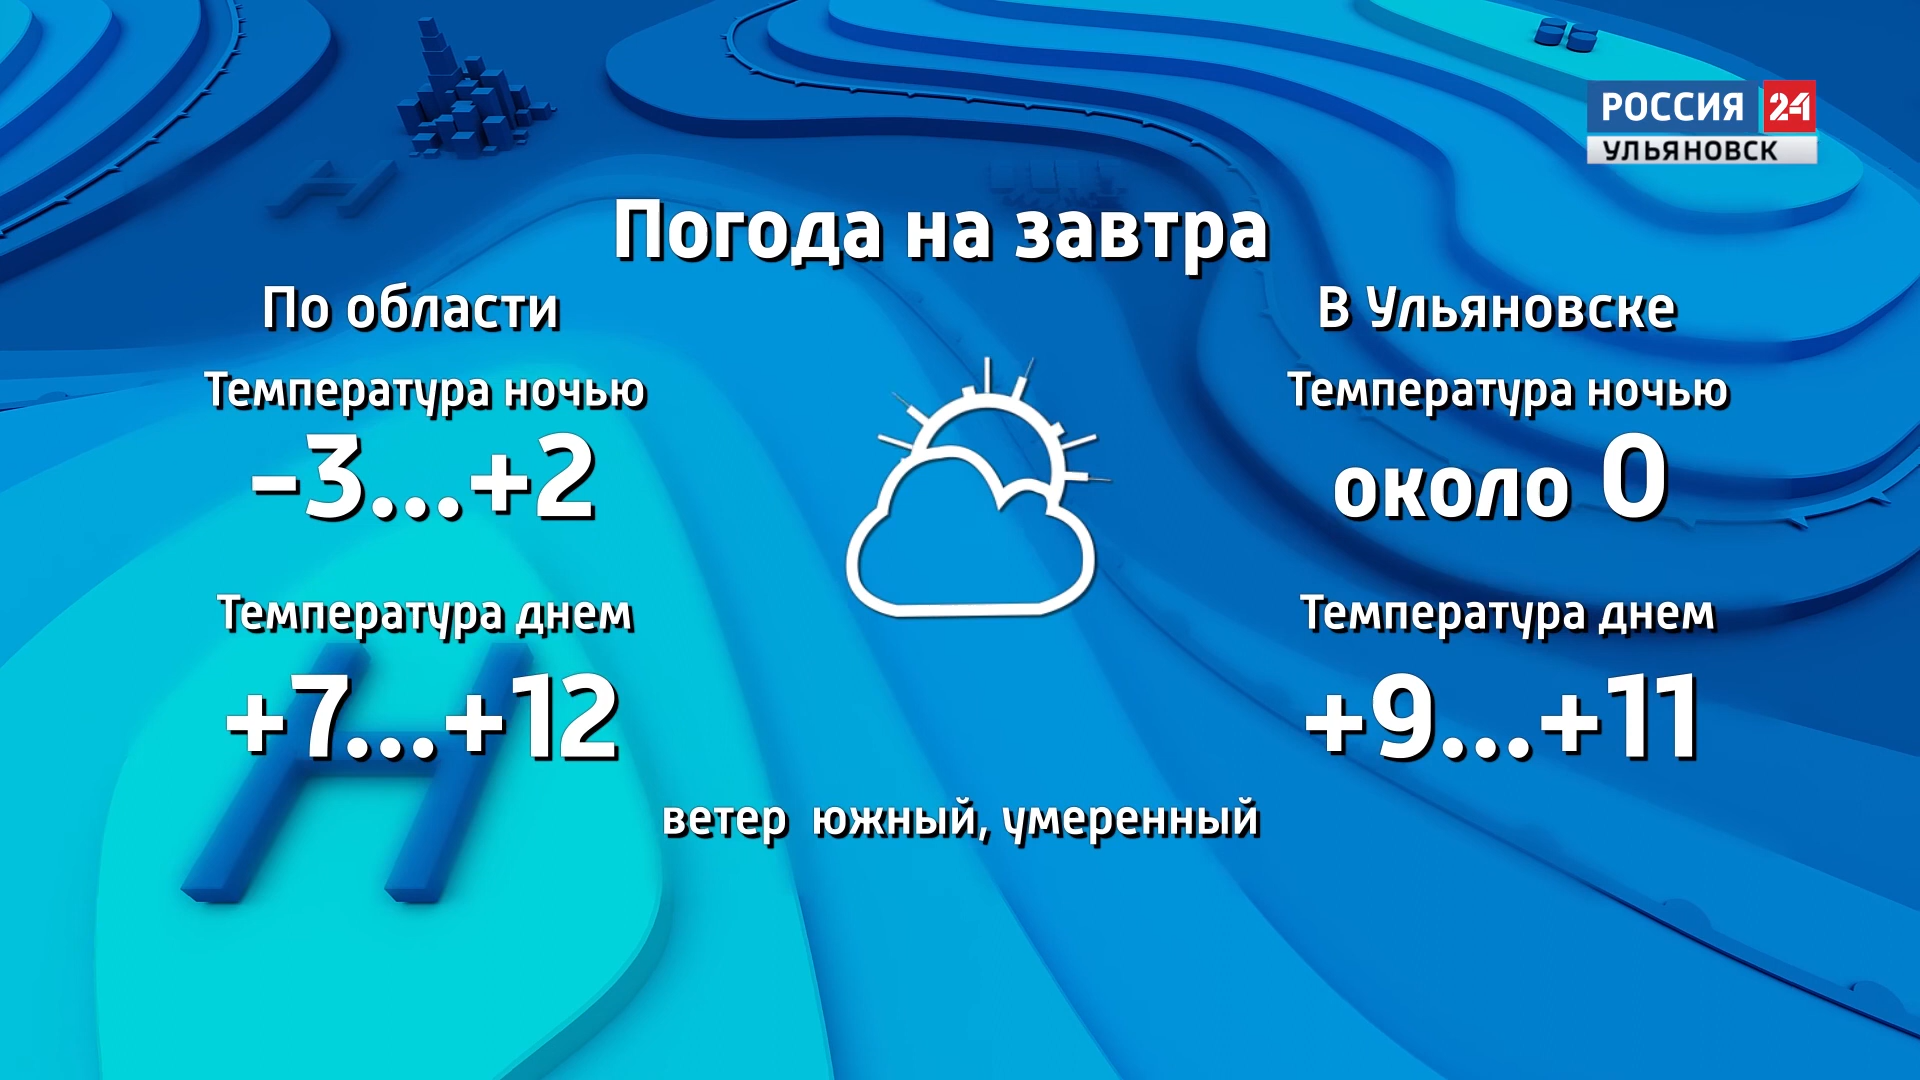 РОССИЯ 24
УЛЬЯНОВСК
Погода на завтра
По области
Температура ночью
-3...+2
Температура днем
+7...+12
В Ульяновске
Температура ночью
около 0
Температура днем
+9...+11
ветер южный, умеренный